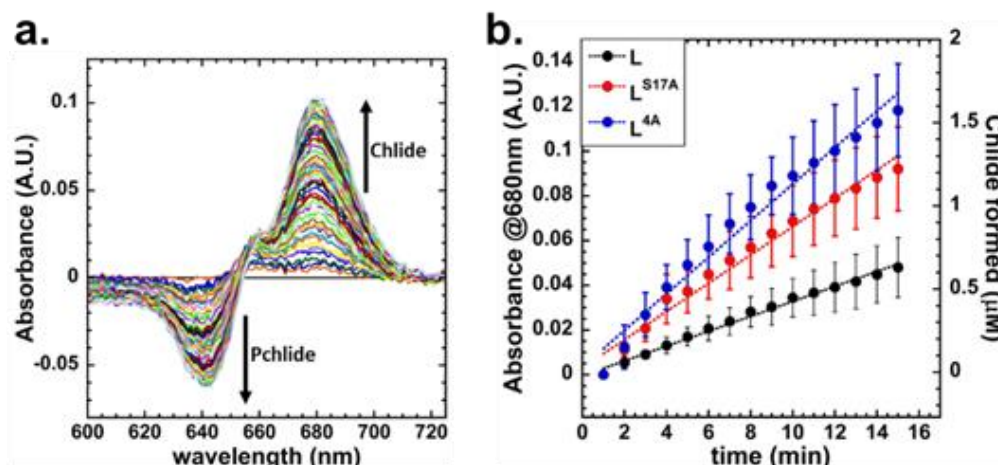 a.
Absorbance (A.U.)
0.1
0.05
0
-0.05
Chlide
Pchlide
600 620 640 660 680 700 720
wavelength (nm)
b.
Absorbance @680nm (A.U.)
0.14
0.12
0.1
0.08
0.06
0.04
0.02
0
L
L^S17A
L^4A
2 4 6 8 10 12 14 16
time (min)
2
1.5
1
0.5
0
Chlide formed (μM)